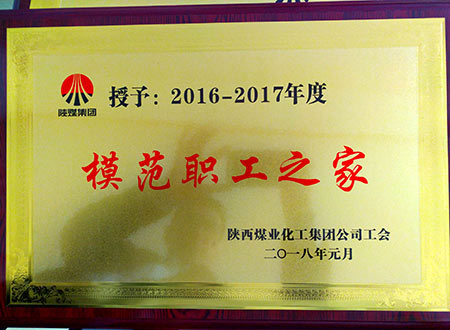 陕煤集团
授予：2016-2017年度
模范职工之家
陕西煤业化工集团公司工会
二〇一八年元月